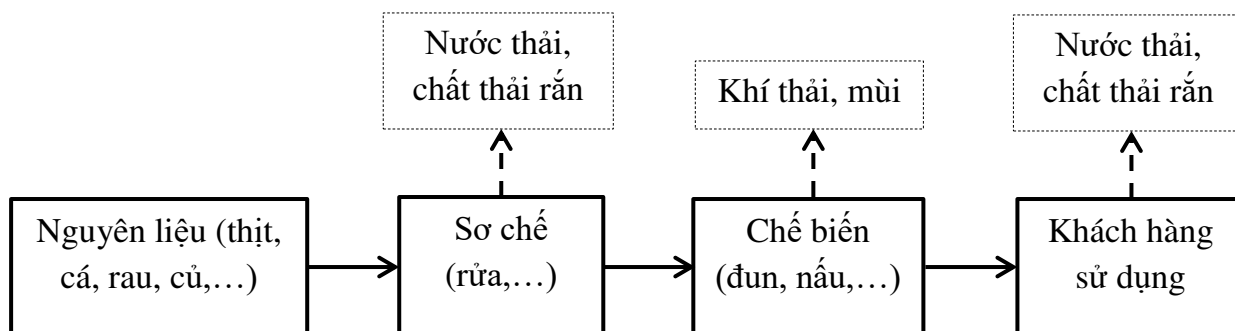 Nước thải,
chất thải rắn
Khí thải, mùi
Nước thải,
chất thải rắn
Nguyên liệu (thịt,
cá, rau, củ,…)
Sơ chế
(rửa,…)
Chế biến
(đun, nấu,…)
Khách hàng
sử dụng